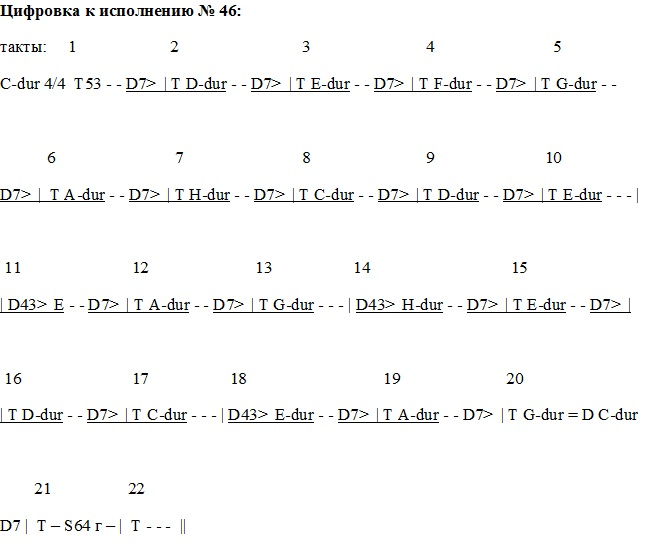 Цифровка к исполнению № 46:
такты: 1 2 3 4 5
C-dur 4/4 T53 - - D7> | T D-dur - - D7> | T E-dur - - D7> | T F-dur - - D7> | T G-dur - -
6 7 8 9 10
D7> | T A-dur - - D7> | T H-dur - - D7> | T C-dur - - D7> | T D-dur - - D7> | T E-dur - - - |
11 12 13 14 15
| D43> E - - D7> | T A-dur - - D7> | T G-dur - - - | D43> H-dur - - D7> | T E-dur - - D7> |
16 17 18 19 20
| T D-dur - - D7> | T C-dur - - - | D43> E-dur - - D7> | T A-dur - - D7> | T G-dur = D C-dur
21 22
D7 | T – S64 г – | T - - - ||